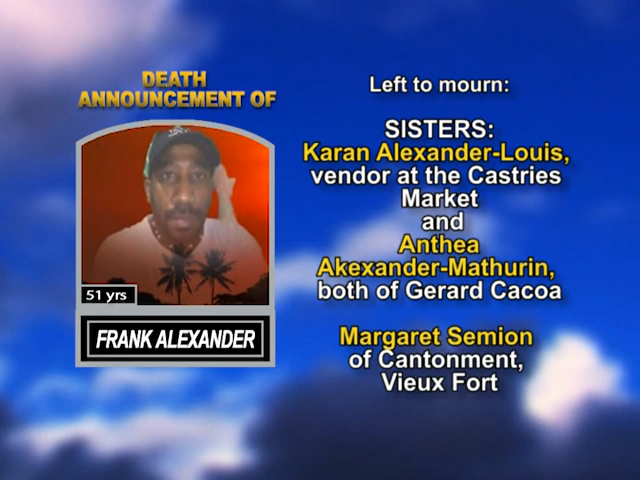 DEATH
ANNOUNCEMENT OF
51 yrs
FRANK ALEXANDER
Left to mourn:
SISTERS:
Karan Alexander-Louis,
vendor at the Castries
Market
and
Anthea
Akexander-Mathurin,
both of Gerard Cacoa
Margaret Semion
of Cantonment,
Vieux Fort